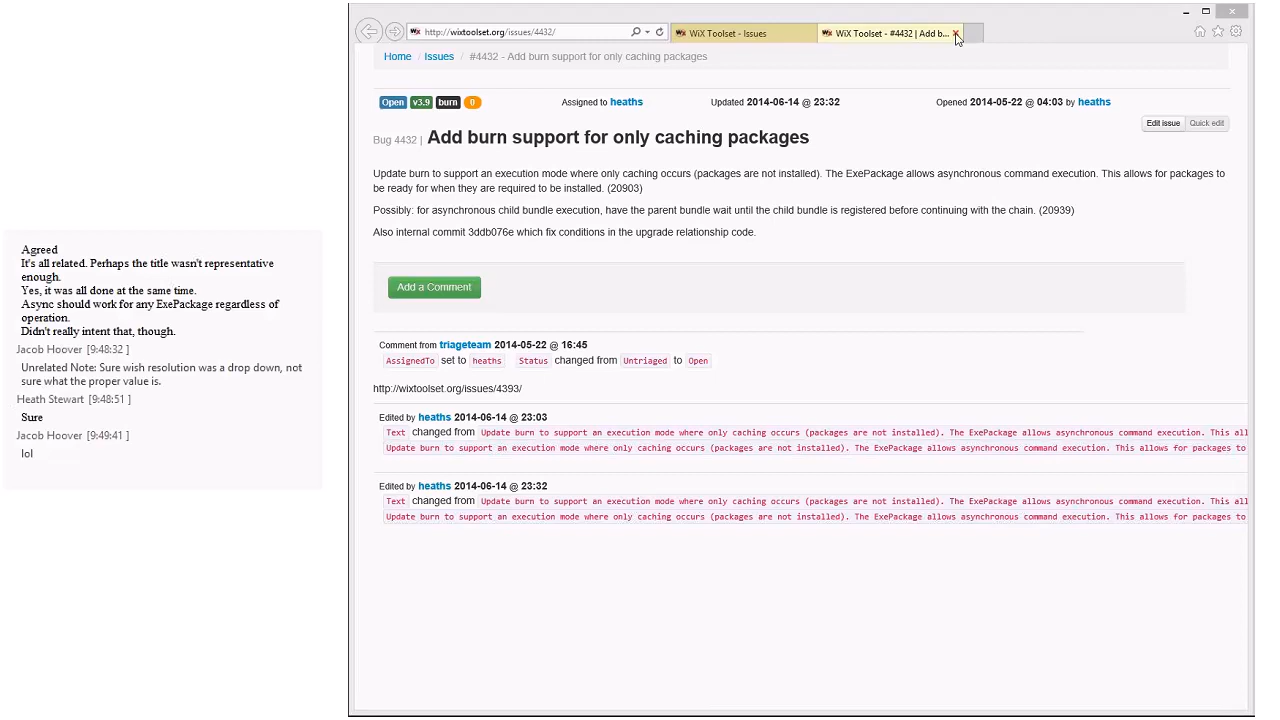 Agreed
It's all related. Perhaps the title wasn't representative
enough.
Yes, it was all done at the same time.
Async should work for any ExePackage regardless of
operation.
Didn't really intent that, though.
Jacob Hoover [9:48:32 ]
Unrelated Note: Sure wish resolution was a drop down, not
sure what the proper value is.
Heath Stewart [9:48:51 ]
Sure
Jacob Hoover [9:49:41 ]
lol
http://wixtoolset.org/issues/4432/
WiX Toolset - Issues
WiX Toolset - #4432 | Add b...
Home / Issues / #4432 - Add burn support for only caching packages
Open v3.9 burn 0 Assigned to heaths Updated 2014-06-14 @ 23:32 Opened 2014-05-22 @ 04:03 by heaths
Edit issue Quick edit
Bug 4432 | Add burn support for only caching packages
Update burn to support an execution mode where only caching occurs (packages are not installed). The ExePackage allows asynchronous command execution. This allows for packages to
be ready for when they are required to be installed. (20903)
Possibly: for asynchronous child bundle execution, have the parent bundle wait until the child bundle is registered before continuing with the chain. (20939)
Also internal commit 3ddb076e which fix conditions in the upgrade relationship code.
Add a Comment
Comment from triageteam 2014-05-22 @ 16:45
AssignedTo set to heaths Status changed from Untriaged to Open
http://wixtoolset.org/issues/4393/
Edited by heaths 2014-06-14 @ 23:03
Text changed from Update burn to support an execution mode where only caching occurs (packages are not installed). The ExePackage allows asynchronous command execution. This all
Update burn to support an execution mode where only caching occurs (packages are not installed). The ExePackage allows asynchronous command execution. This allows for packages to
Edited by heaths 2014-06-14 @ 23:32
Text changed from Update burn to support an execution mode where only caching occurs (packages are not installed). The ExePackage allows asynchronous command execution. This all
Update burn to support an execution mode where only caching occurs (packages are not installed). The ExePackage allows asynchronous command execution. This allows for packages to